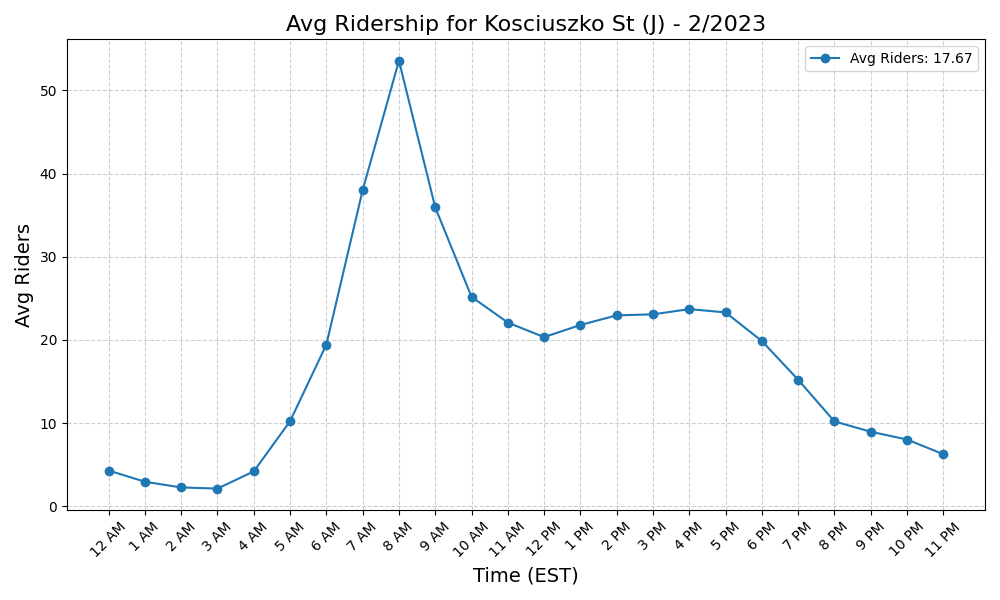 Avg Ridership for Kosciuszko St (J) - 2/2023
Avg Riders: 17.67
Avg Riders
50
40
30
20
10
0
12 AM
1 AM
2 AM
3 AM
4 AM
5 AM
6 AM
7 AM
8 AM
9 AM
10 AM
11 AM
12 PM
1 PM
2 PM
3 PM
4 PM
5 PM
6 PM
7 PM
8 PM
9 PM
10 PM
11 PM
Time (EST)